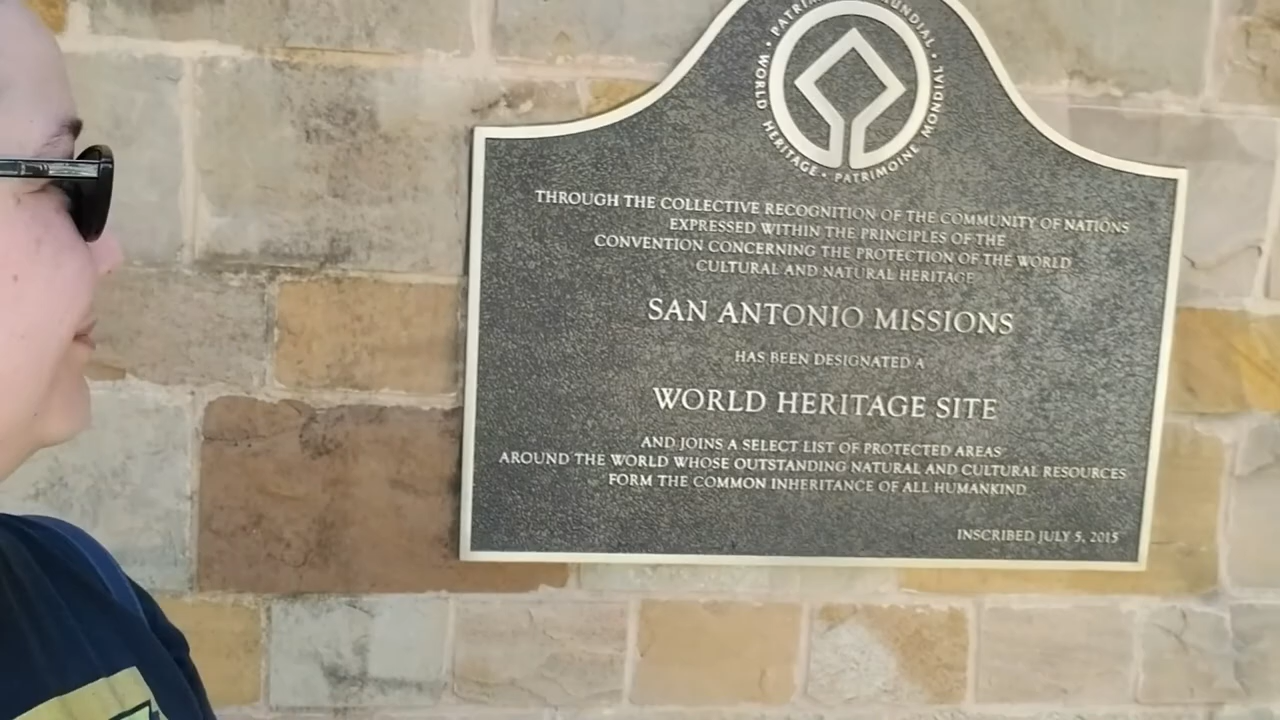 PATRIM UNDIAL • WORLD HERITAGE • PATRIMOINE MONDIAL •
THROUGH THE COLLECTIVE RECOGNITION OF THE COMMUNITY OF NATIONS
EXPRESSED WITHIN THE PRINCIPLES OF THE
CONVENTION CONCERNING THE PROTECTION OF THE WORLD
CULTURAL AND NATURAL HERITAGE
SAN ANTONIO MISSIONS
HAS BEEN DESIGNATED A
WORLD HERITAGE SITE
AND JOINS A SELECT LIST OF PROTECTED AREAS
AROUND THE WORLD WHOSE OUTSTANDING NATURAL AND CULTURAL RESOURCES
FORM THE COMMON INHERITANCE OF ALL HUMANKIND
INSCRIBED JULY 5, 2015